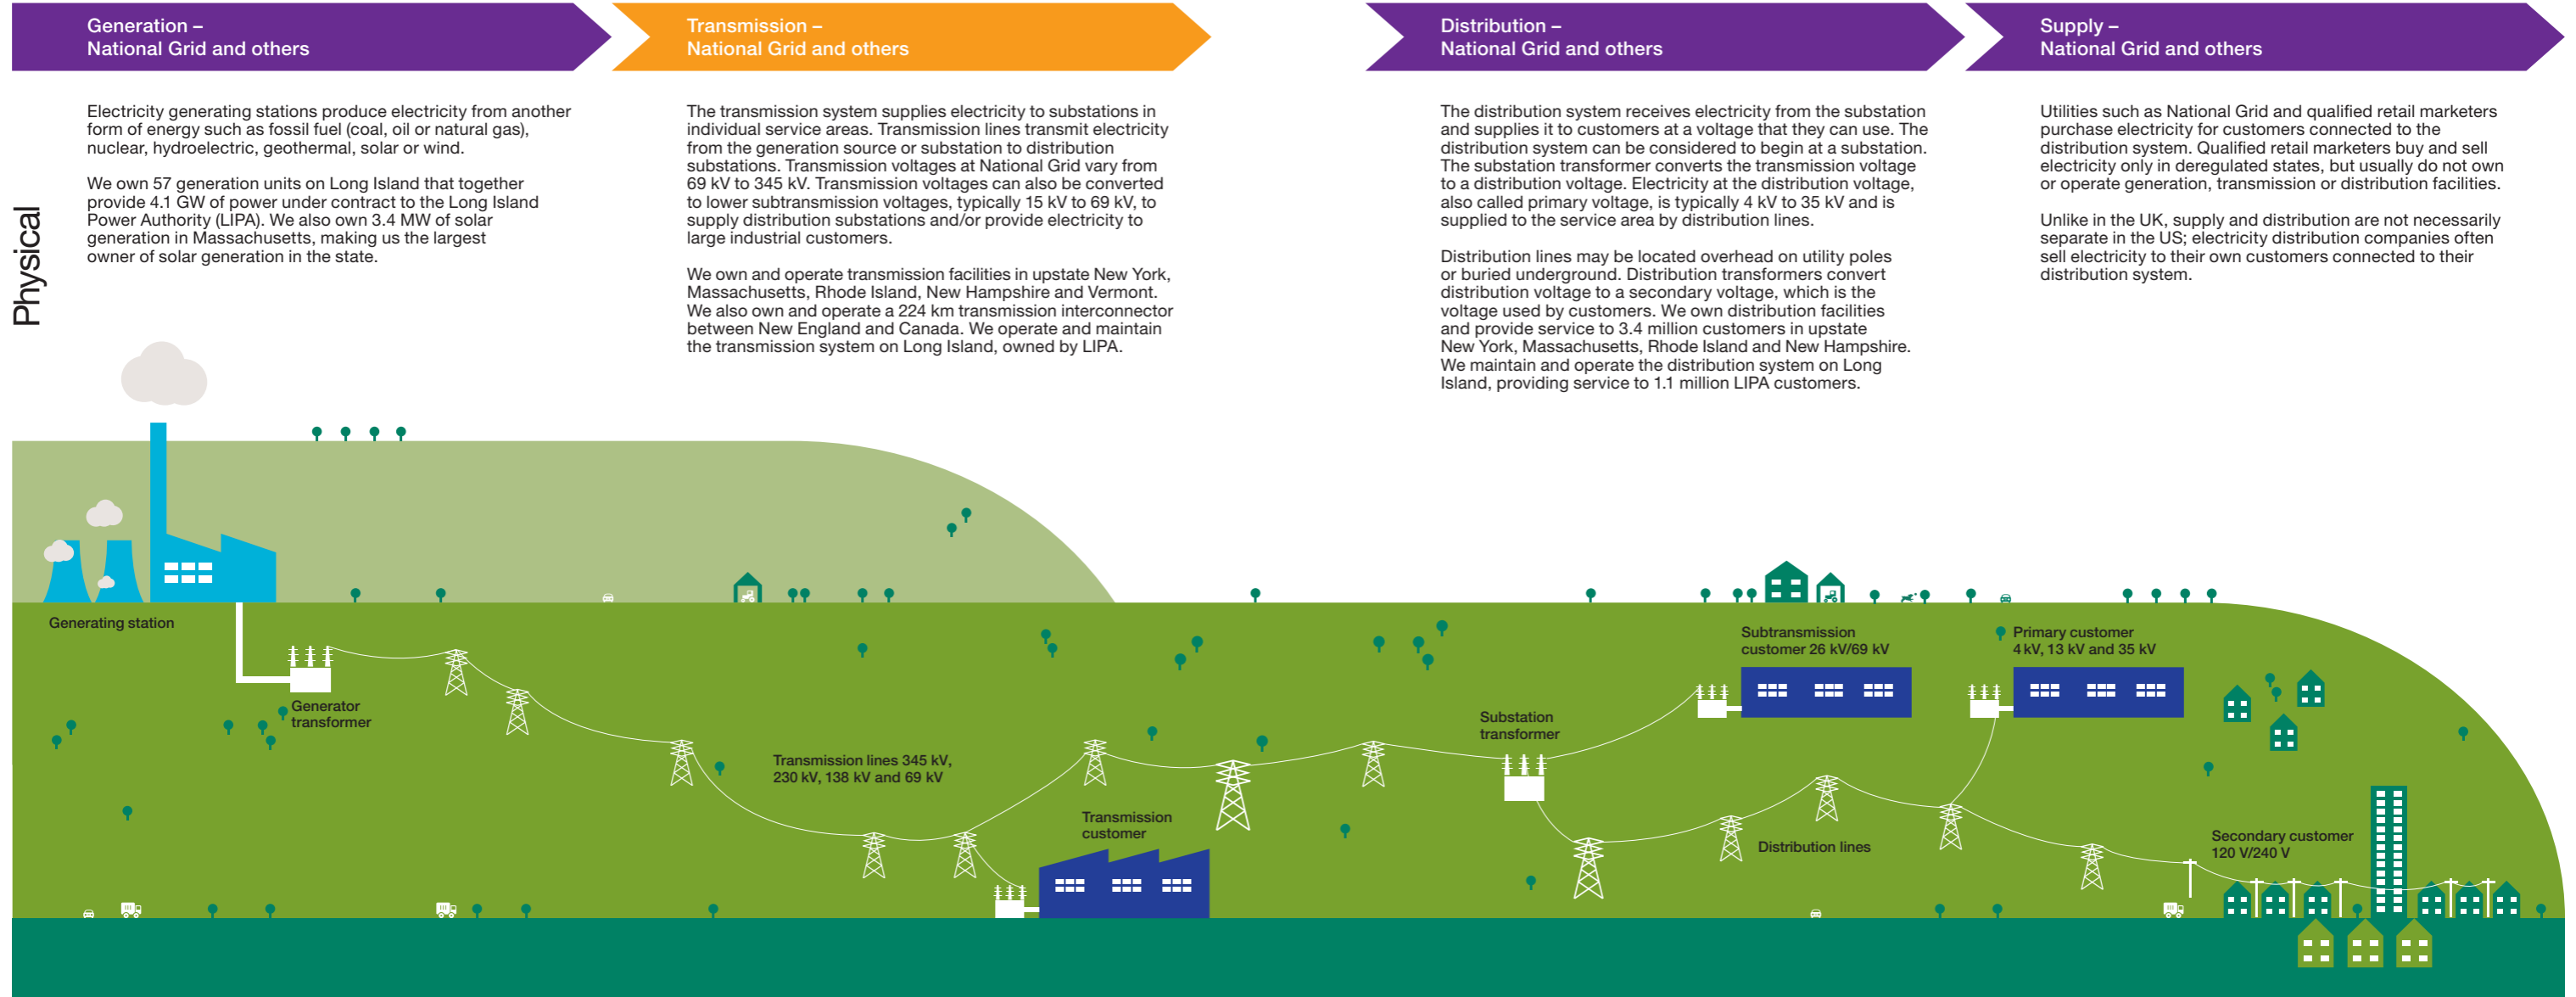 Generation –
National Grid and others
Transmission –
National Grid and others
Distribution –
National Grid and others
Supply –
National Grid and others
Physical
Electricity generating stations produce electricity from another
form of energy such as fossil fuel (coal, oil or natural gas),
nuclear, hydroelectric, geothermal, solar or wind.
We own 57 generation units on Long Island that together
provide 4.1 GW of power under contract to the Long Island
Power Authority (LIPA). We also own 3.4 MW of solar
generation in Massachusetts, making us the largest
owner of solar generation in the state.
The transmission system supplies electricity to substations in
individual service areas. Transmission lines transmit electricity
from the generation source or substation to distribution
substations. Transmission voltages at National Grid vary from
69 kV to 345 kV. Transmission voltages can also be converted
to lower subtransmission voltages, typically 15 kV to 69 kV, to
supply distribution substations and/or provide electricity to
large industrial customers.
We own and operate transmission facilities in upstate New York,
Massachusetts, Rhode Island, New Hampshire and Vermont.
We also own and operate a 224 km transmission interconnector
between New England and Canada. We operate and maintain
the transmission system on Long Island, owned by LIPA.
The distribution system receives electricity from the substation
and supplies it to customers at a voltage that they can use. The
distribution system can be considered to begin at a substation.
The substation transformer converts the transmission voltage
to a distribution voltage. Electricity at the distribution voltage,
also called primary voltage, is typically 4 kV to 35 kV and is
supplied to the service area by distribution lines.
Distribution lines may be located overhead on utility poles
or buried underground. Distribution transformers convert
distribution voltage to a secondary voltage, which is the
voltage used by customers. We own distribution facilities
and provide service to 3.4 million customers in upstate
New York, Massachusetts, Rhode Island and New Hampshire.
We maintain and operate the distribution system on Long
Island, providing service to 1.1 million LIPA customers.
Utilities such as National Grid and qualified retail marketers
purchase electricity for customers connected to the
distribution system. Qualified retail marketers buy and sell
electricity only in deregulated states, but usually do not own
or operate generation, transmission or distribution facilities.
Unlike in the UK, supply and distribution are not necessarily
separate in the US; electricity distribution companies often
sell electricity to their own customers connected to their
distribution system.
Generating station
Generator
transformer
Transmission lines 345 kV,
230 kV, 138 kV and 69 kV
Transmission
customer
Substation
transformer
Subtransmission
customer 26 kV/69 kV
Primary customer
4 kV, 13 kV and 35 kV
Distribution lines
Secondary customer
120 V/240 V